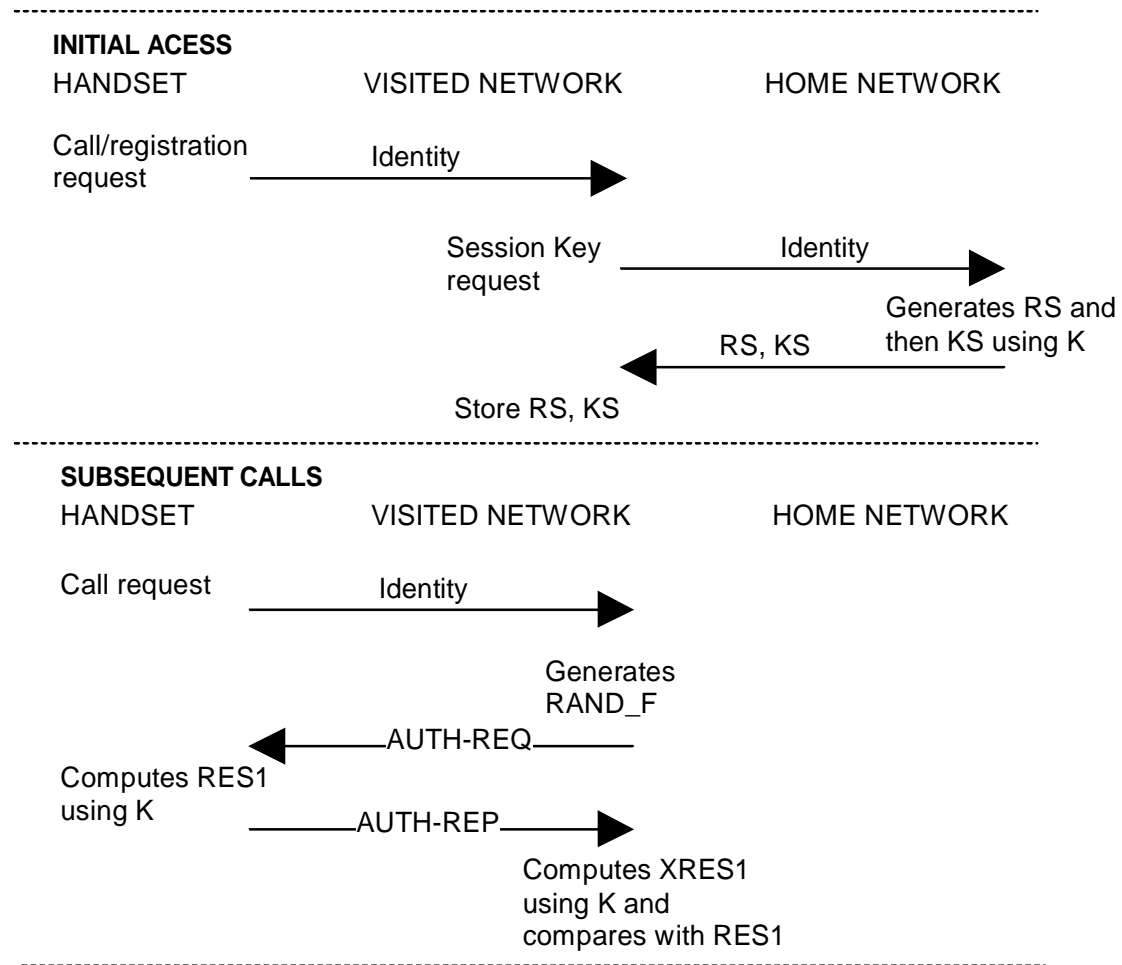 INITIAL ACESS
HANDSET VISITED NETWORK HOME NETWORK
Call/registration
request
Identity
Session Key
request
Identity
Generates RS and
then KS using K
RS, KS
Store RS, KS
SUBSEQUENT CALLS
HANDSET VISITED NETWORK HOME NETWORK
Call request
Identity
Generates
RAND_F
AUTH-REQ
Computes RES1
using K
AUTH-REP
Computes XRES1
using K and
compares with RES1